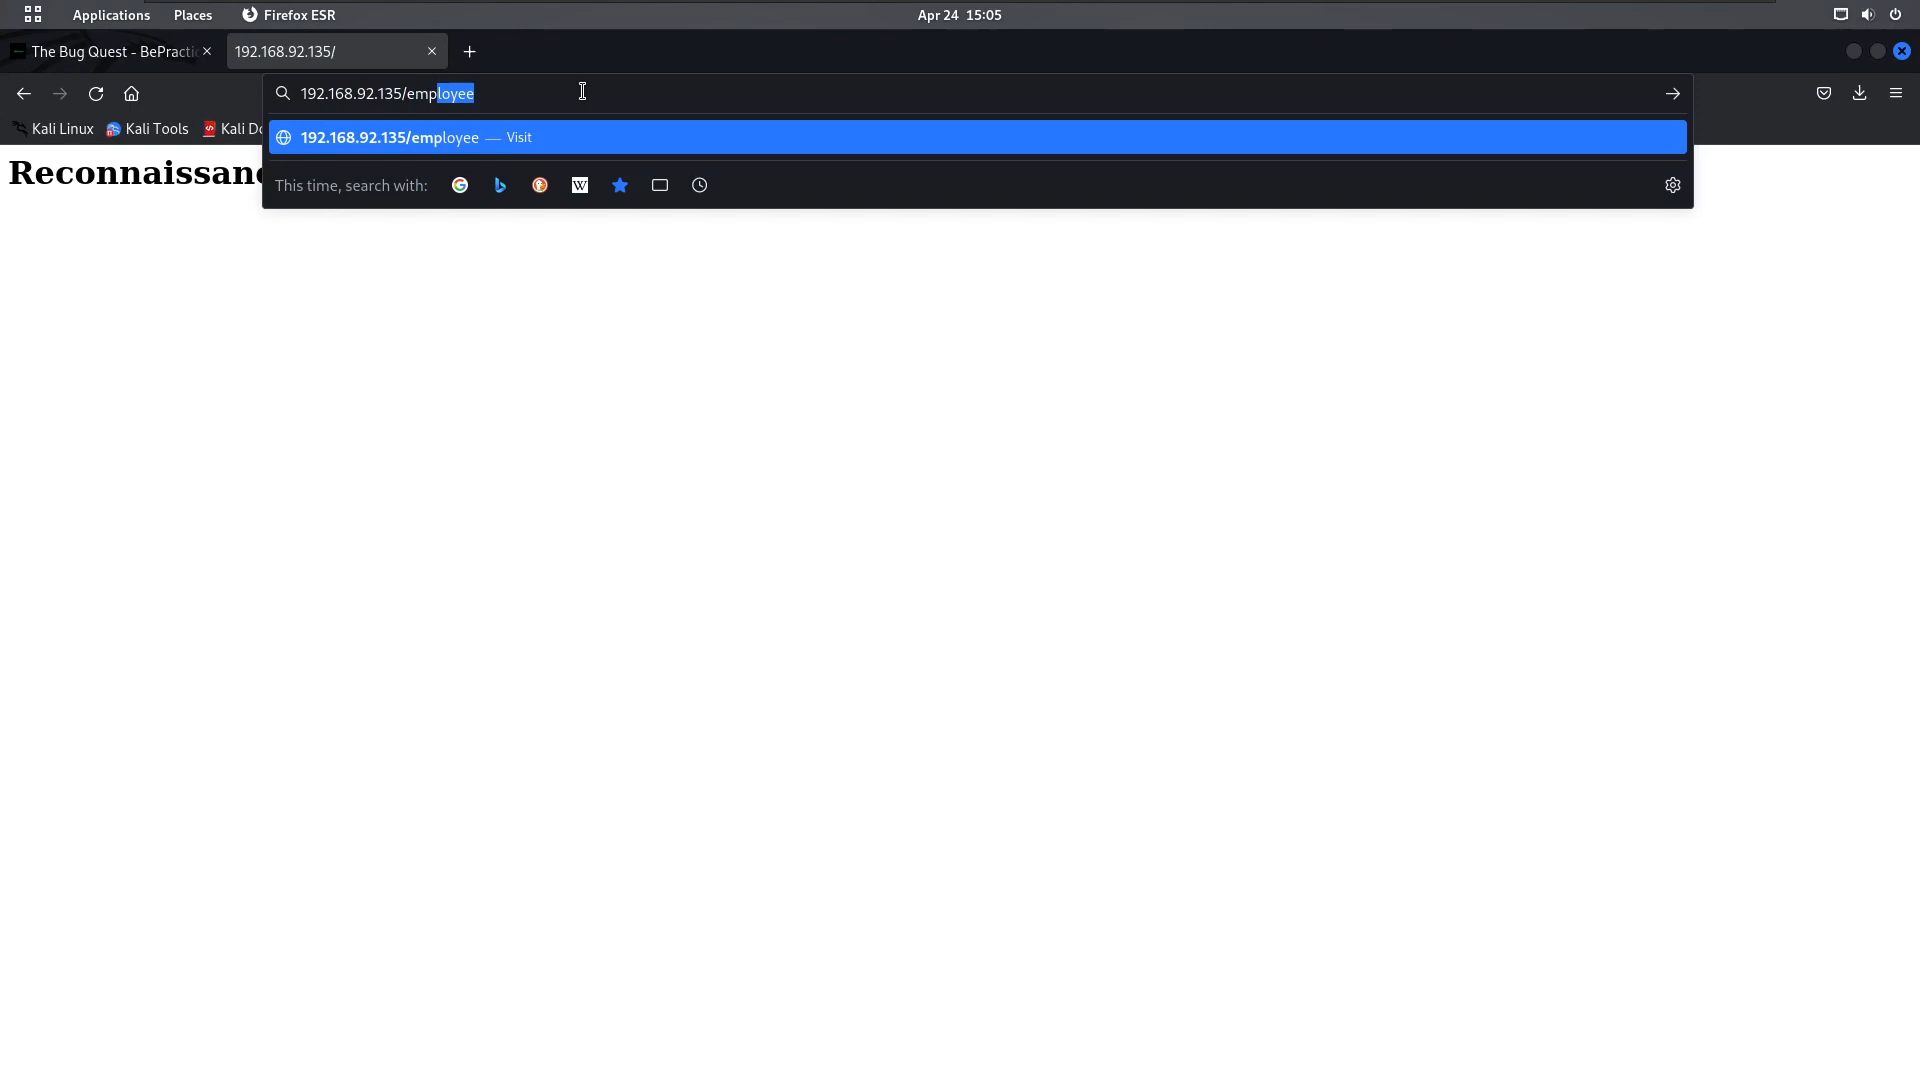 Applications Places Firefox ESR Apr 24 15:05
The Bug Quest - BePractic 192.168.92.135/
192.168.92.135/employee
Kali Linux Kali Tools Kali Do
192.168.92.135/employee — Visit
Reconnaissanc
This time, search with: